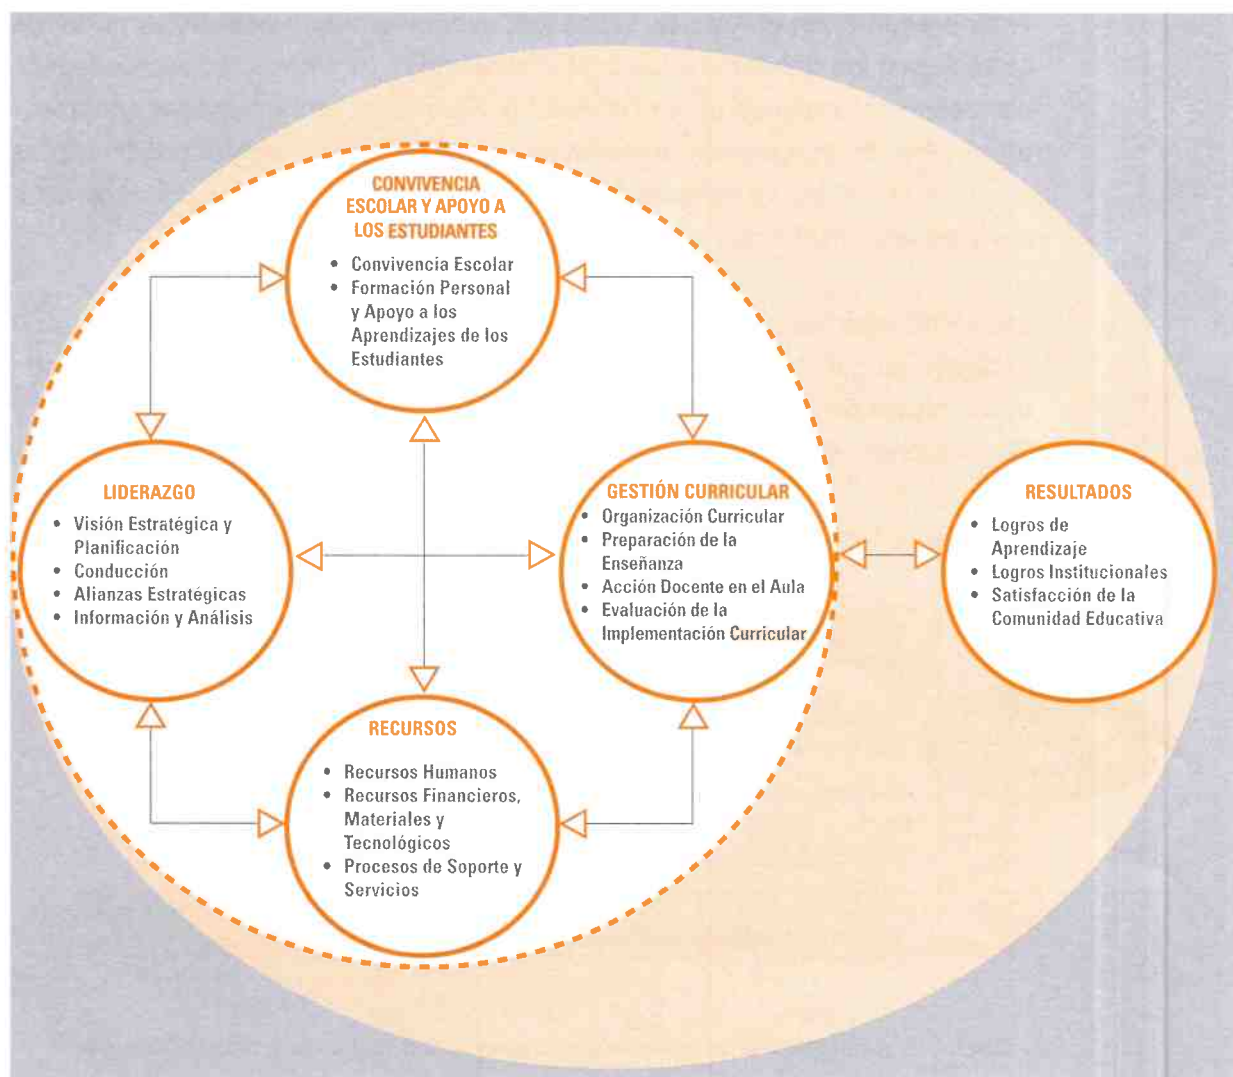 CONVIVENCIA
ESCOLAR Y APOYO A
LOS ESTUDIANTES
• Convivencia Escolar
• Formación Personal
y Apoyo a los
Aprendizajes de los
Estudiantes
LIDERAZGO
• Visión Estratégica y
Planificación
• Conducción
• Alianzas Estratégicas
• Información y Análisis
GESTIÓN CURRICULAR
• Organización Curricular
• Preparación de la
Enseñanza
• Acción Docente en el Aula
• Evaluación de la
Implementación Curricular
RESULTADOS
• Logros de
Aprendizaje
• Logros Institucionales
• Satisfacción de la
Comunidad Educativa
RECURSOS
• Recursos Humanos
• Recursos Financieros,
Materiales y
Tecnológicos
• Procesos de Soporte y
Servicios